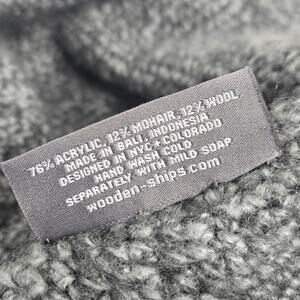 76% ACRYLIC, 12% MOHAIR, 12% WOOL
MADE IN BALI, INDONESIA
DESIGNED IN NYC • COLORADO
HAND WASH COLD
SEPARATELY WITH MILD SOAP
wooden-ships.com